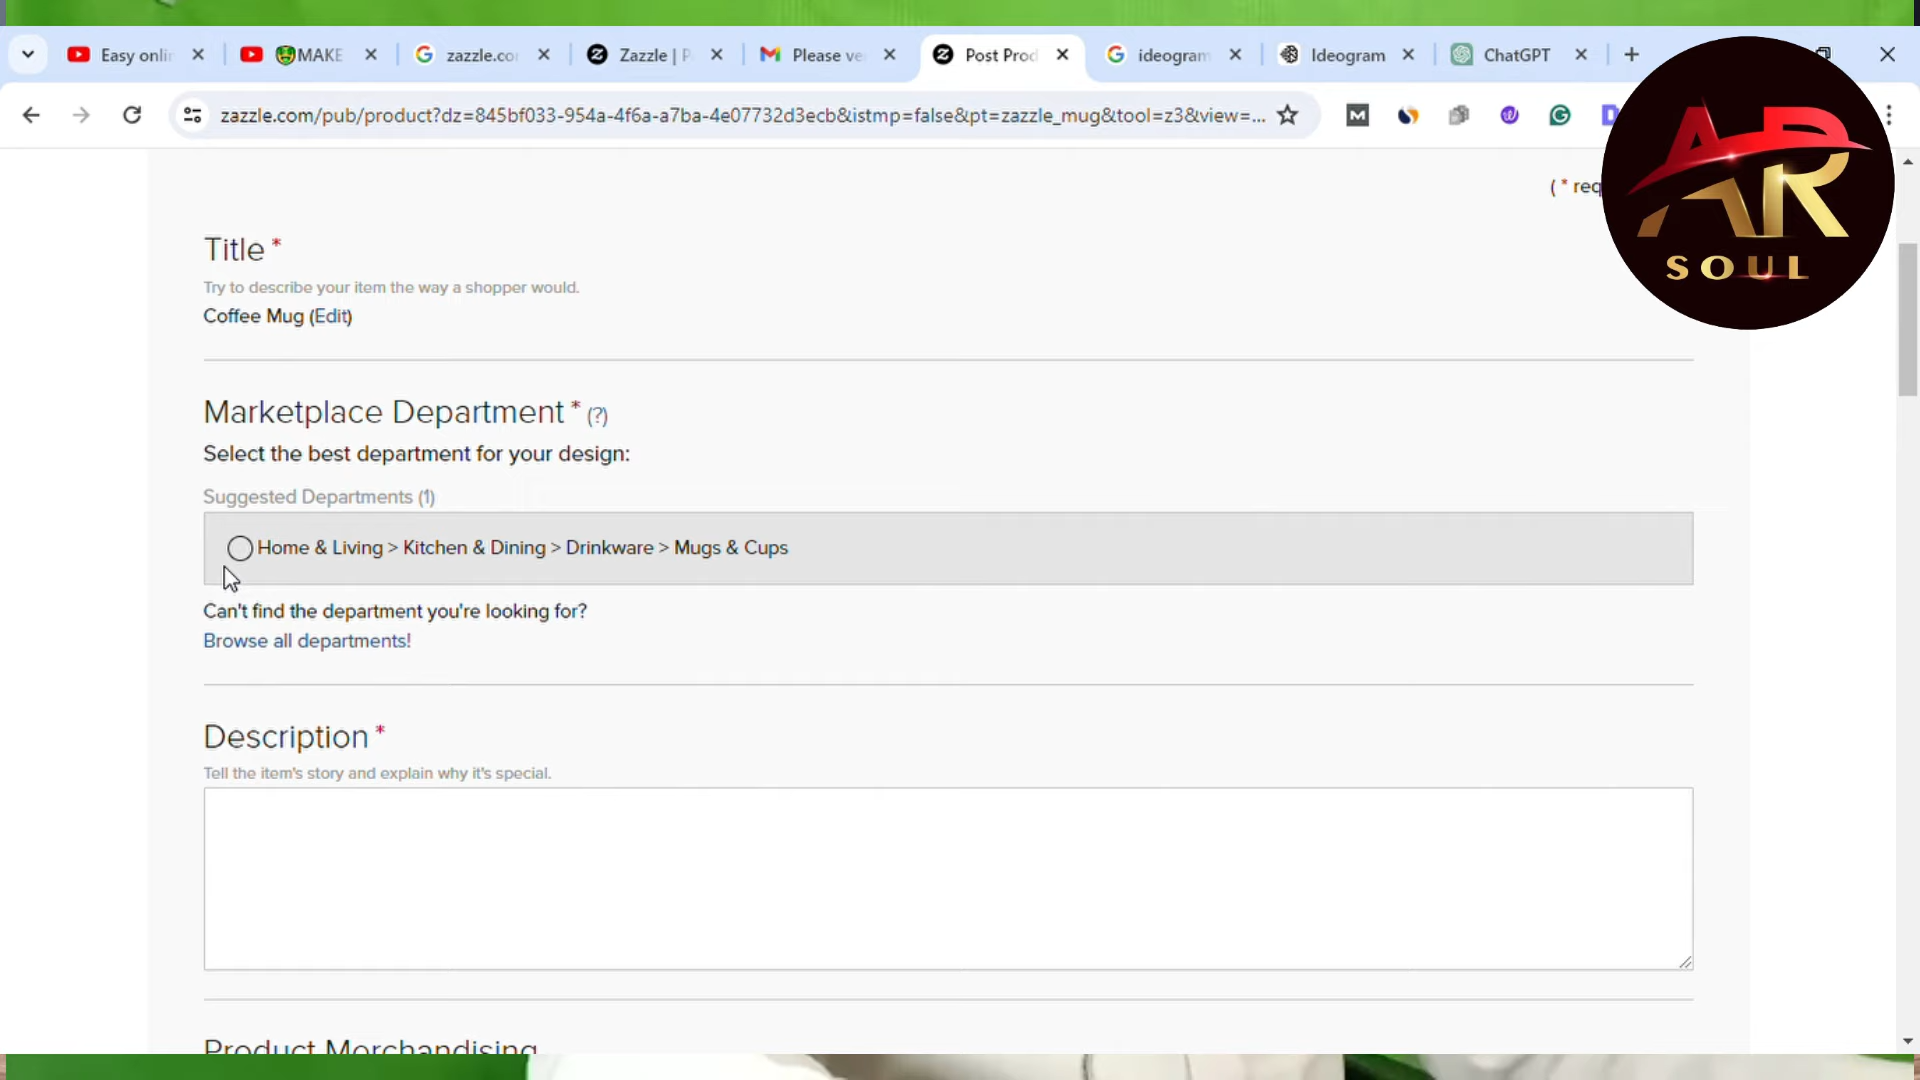 Easy onli
MAKE
zazzle.co
Zazzle | P
Please ve
Post Prod
ideogram
Ideogram
ChatGPT
zazzle.com/pub/product?dz=845bf033-954a-4f6a-a7ba-4e07732d3ecb&istmp=false&pt=zazzle_mug&tool=z3&view=...
( * req
AR
SOUL
Title *
Try to describe your item the way a shopper would.
Coffee Mug (Edit)
Marketplace Department * (?)
Select the best department for your design:
Suggested Departments (1)
Home & Living > Kitchen & Dining > Drinkware > Mugs & Cups
Can't find the department you're looking for?
Browse all departments!
Description *
Tell the item's story and explain why it's special.
Product Merchandising